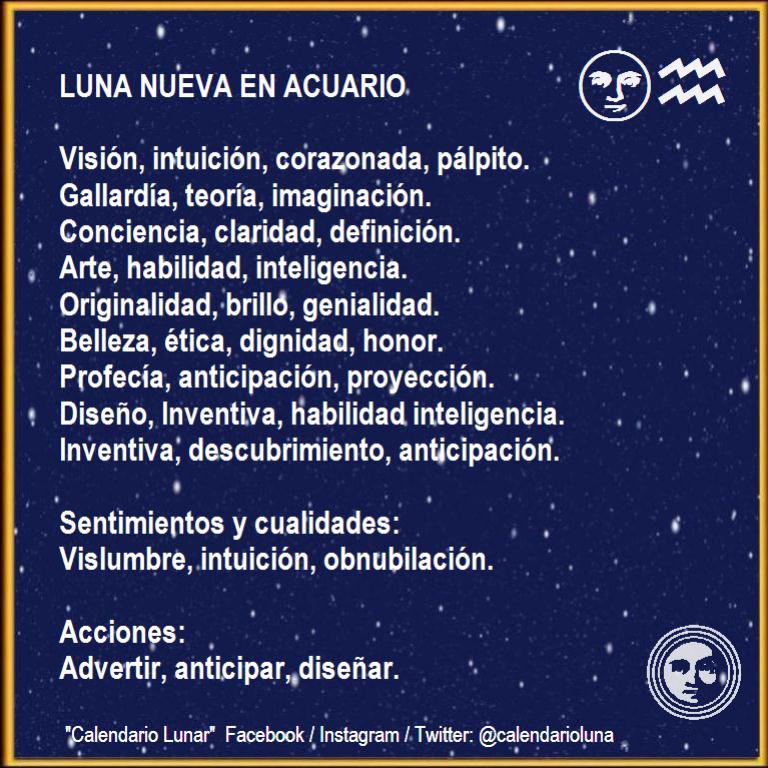 LUNA NUEVA EN ACUARIO
Visión, intuición, corazonada, pálpito.
Gallardía, teoría, imaginación.
Conciencia, claridad, definición.
Arte, habilidad, inteligencia.
Originalidad, brillo, genialidad.
Belleza, ética, dignidad, honor.
Profecía, anticipación, proyección.
Diseño, Inventiva, habilidad inteligencia.
Inventiva, descubrimiento, anticipación.
Sentimientos y cualidades:
Vislumbre, intuición, obnubilación.
Acciones:
Advertir, anticipar, diseñar.
"Calendario Lunar" Facebook / Instagram / Twitter: @calendarioluna